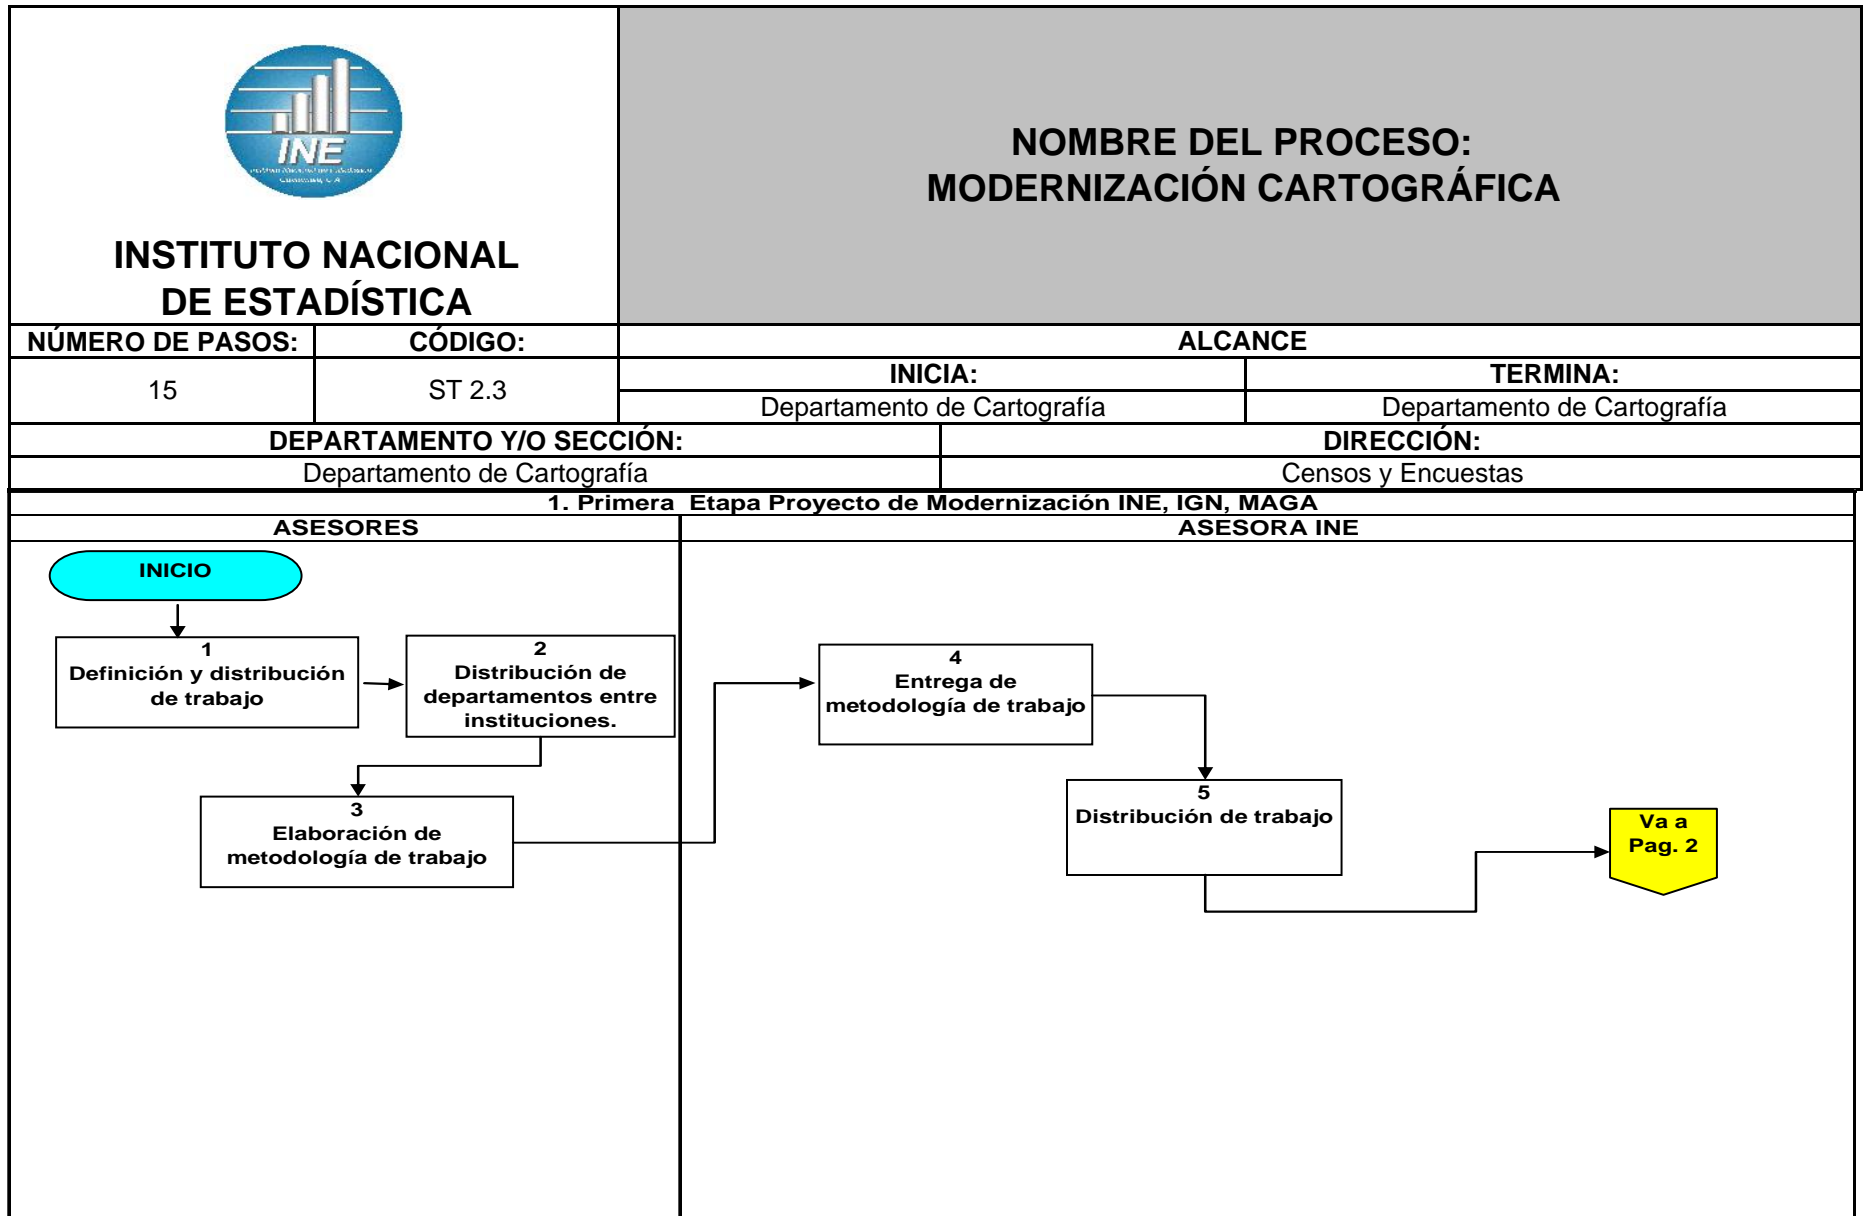 INE
NOMBRE DEL PROCESO:
MODERNIZACIÓN CARTOGRÁFICA
INSTITUTO NACIONAL
DE ESTADÍSTICA
NÚMERO DE PASOS:
CÓDIGO:
ALCANCE
15
ST 2.3
INICIA:
TERMINA:
Departamento de Cartografía
Departamento de Cartografía
DEPARTAMENTO Y/O SECCIÓN:
DIRECCIÓN:
Departamento de Cartografía
Censos y Encuestas
1. Primera Etapa Proyecto de Modernización INE, IGN, MAGA
ASESORES
ASESORA INE
INICIO
1
Definición y distribución
de trabajo
2
Distribución de
departamentos entre
instituciones.
3
Elaboración de
metodología de trabajo
4
Entrega de
metodología de trabajo
5
Distribución de trabajo
Va a
Pag. 2